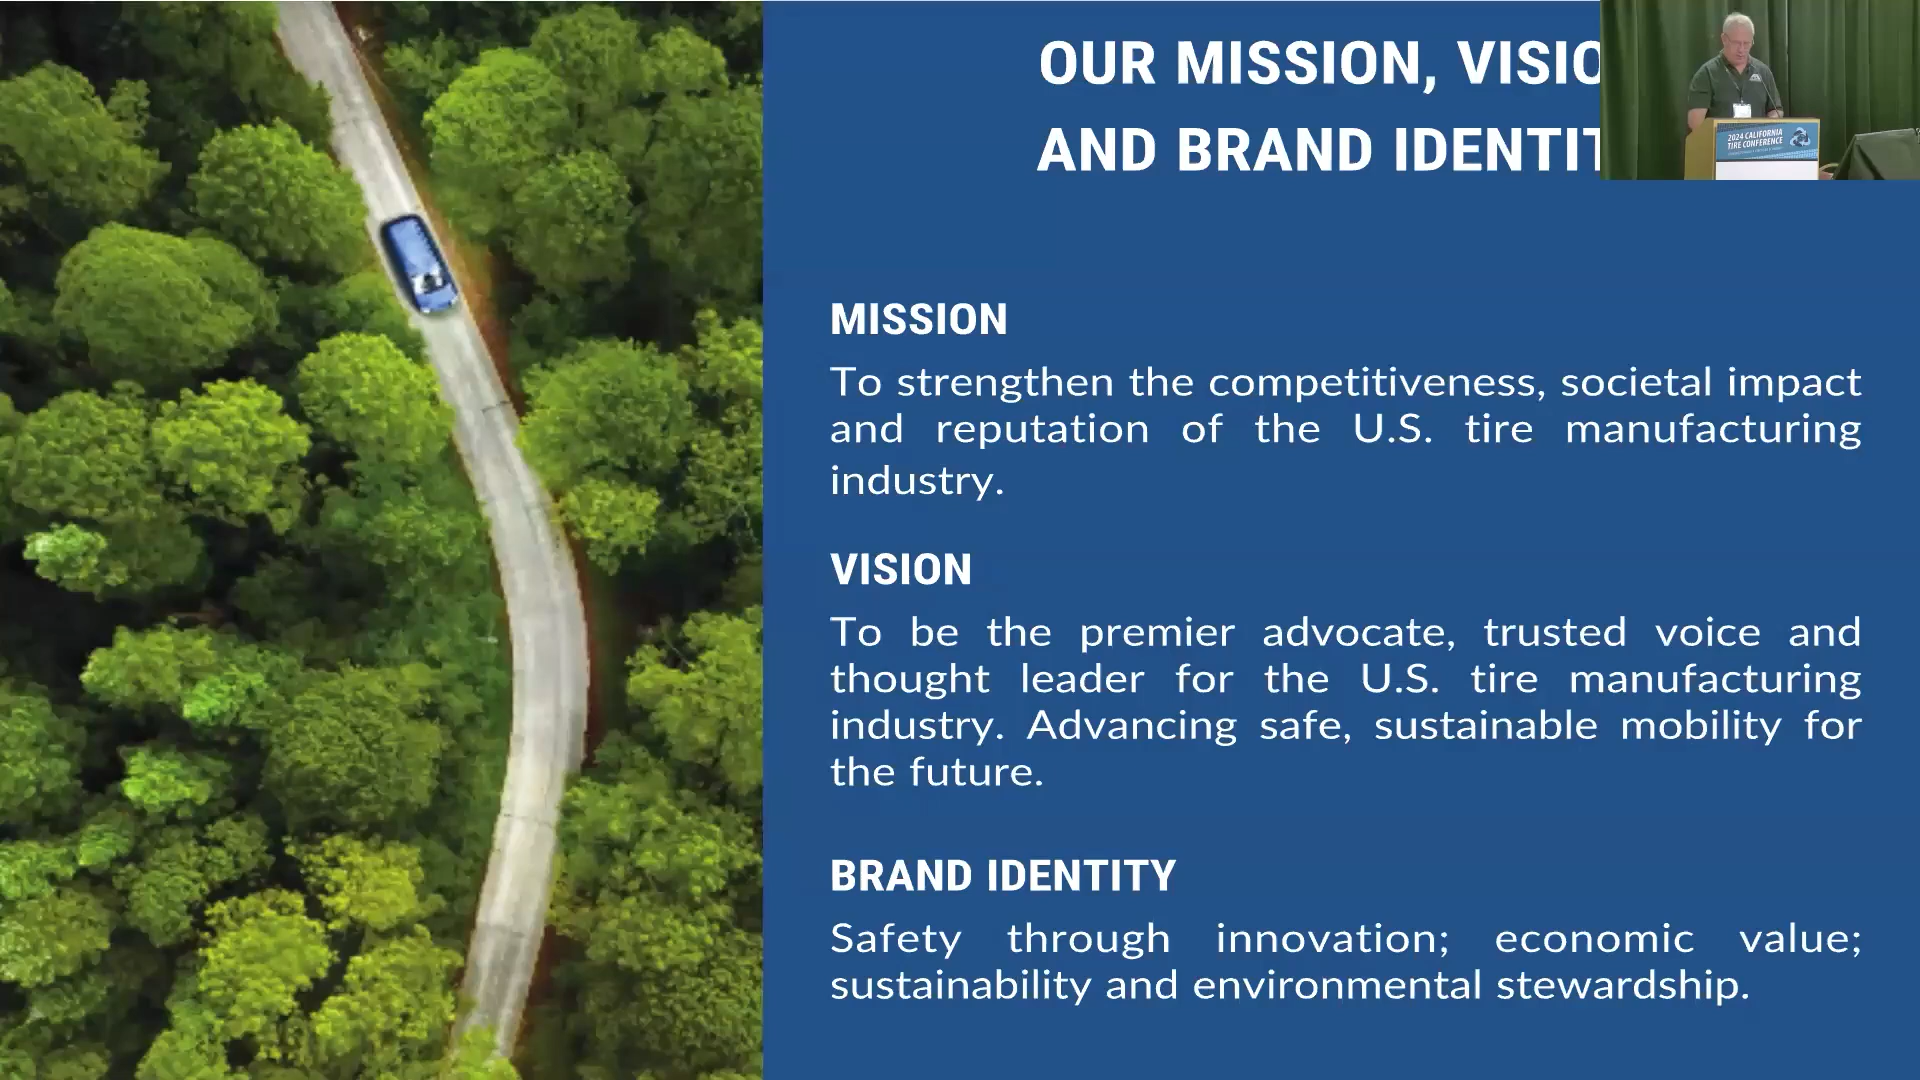 OUR MISSION, VISIO
AND BRAND IDENTIT
2024 CALIFORNIA
TIRE CONFERENCE
MISSION
To strengthen the competitiveness, societal impact
and reputation of the U.S. tire manufacturing
industry.
VISION
To be the premier advocate, trusted voice and
thought leader for the U.S. tire manufacturing
industry. Advancing safe, sustainable mobility for
the future.
BRAND IDENTITY
Safety through innovation; economic value;
sustainability and environmental stewardship.